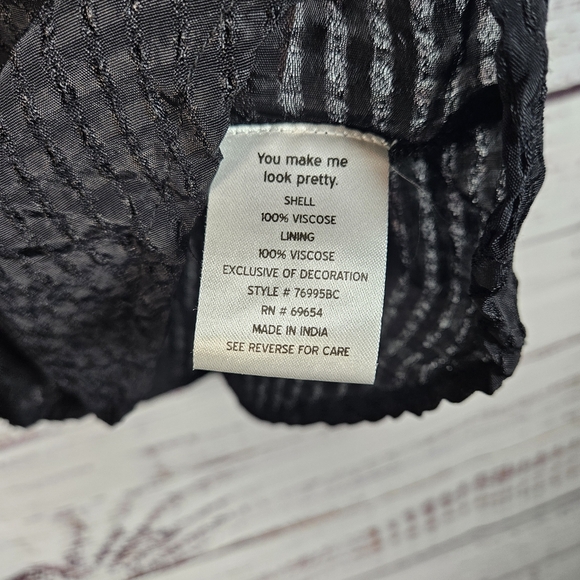 You make me
look pretty.
SHELL
100% VISCOSE
LINING
100% VISCOSE
EXCLUSIVE OF DECORATION
STYLE # 76995BC
RN # 69654
MADE IN INDIA
SEE REVERSE FOR CARE